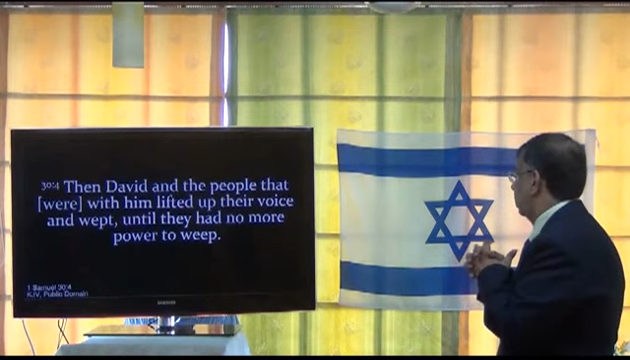 30:4 Then David and the people that
[were] with him lifted up their voice
and wept, until they had no more
power to weep.
1 Samuel 30:4
KJV, Public Domain
SAMSUNG